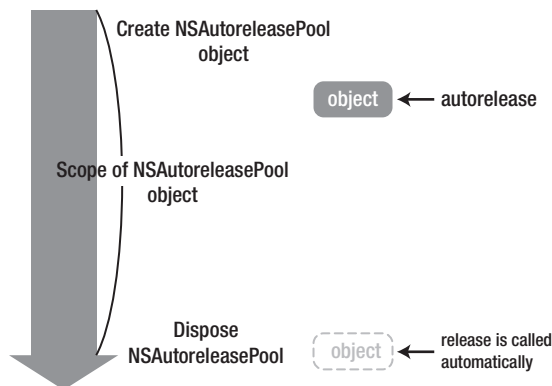 Create NSAutoreleasePool
object
object
autorelease
Scope of NSAutoreleasePool
object
Dispose
NSAutoreleasePool
object
release is called
automatically